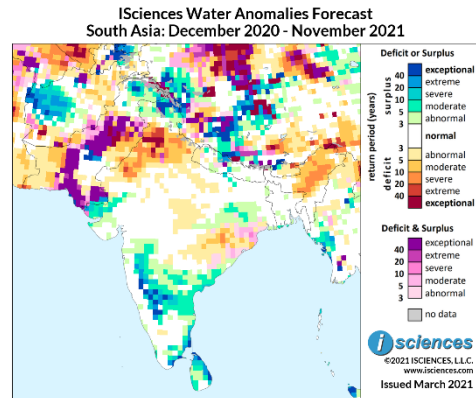 ISciences Water Anomalies Forecast
South Asia: December 2020 - November 2021
Deficit or Surplus
return period (years)
surplus
deficit
exceptional
40
extreme
20
severe
10
moderate
5
abnormal
3
normal
3
abnormal
5
moderate
10
severe
20
extreme
40
exceptional
Deficit & Surplus
exceptional
40
extreme
20
severe
10
moderate
5
abnormal
3
no data
isciences
©2021 ISCIENCES, L.L.C.
www.isciences.com
Issued March 2021